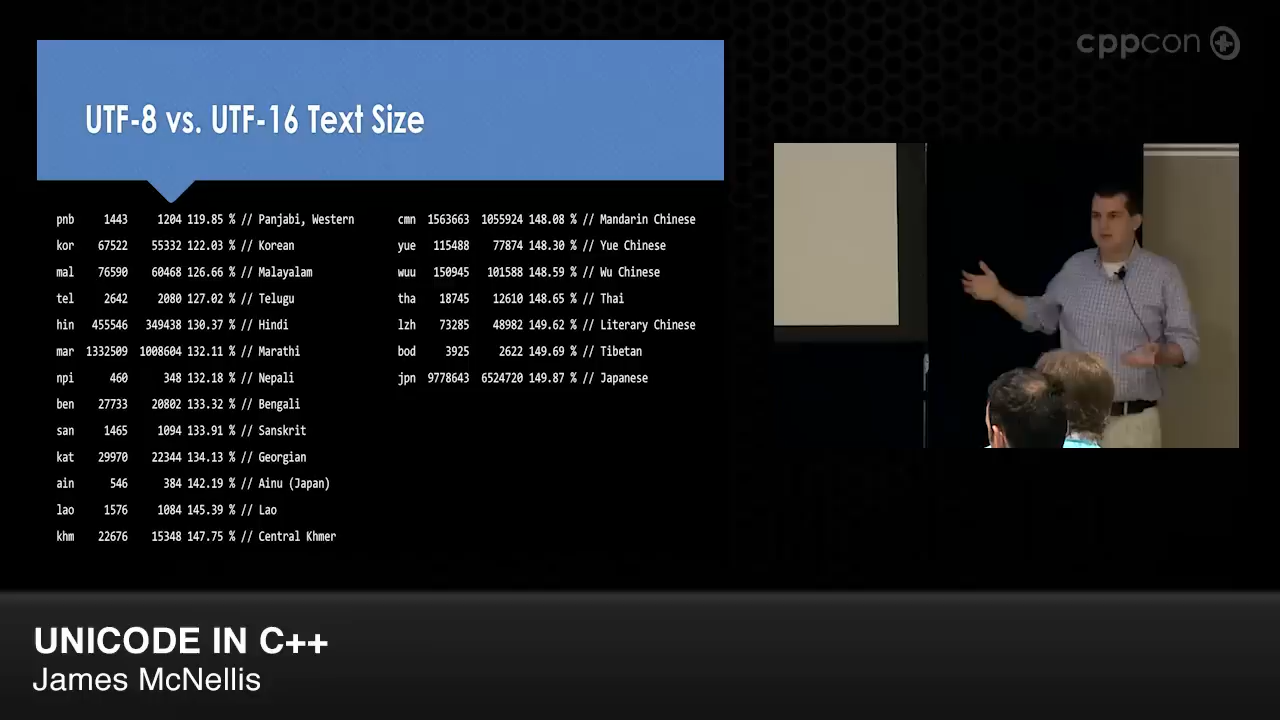 cppcon
UTF-8 vs. UTF-16 Text Size
pnb 1443 1204 119.85 % // Panjabi, Western
kor 67522 55332 122.03 % // Korean
mal 76590 60468 126.66 % // Malayalam
tel 2642 2080 127.02 % // Telugu
hin 455546 349438 130.37 % // Hindi
mar 1332509 1008604 132.11 % // Marathi
npi 460 348 132.18 % // Nepali
ben 27733 20802 133.32 % // Bengali
san 1465 1094 133.91 % // Sanskrit
kat 29970 22344 134.13 % // Georgian
ain 546 384 142.19 % // Ainu (Japan)
lao 1576 1084 145.39 % // Lao
khm 22676 15348 147.75 % // Central Khmer
cmn 1563663 1055924 148.08 % // Mandarin Chinese
yue 115488 77874 148.30 % // Yue Chinese
wuu 150945 101588 148.59 % // Wu Chinese
tha 18745 12610 148.65 % // Thai
lzh 73285 48982 149.62 % // Literary Chinese
bod 3925 2622 149.69 % // Tibetan
jpn 9778643 6524720 149.87 % // Japanese
UNICODE IN C++
James McNellis